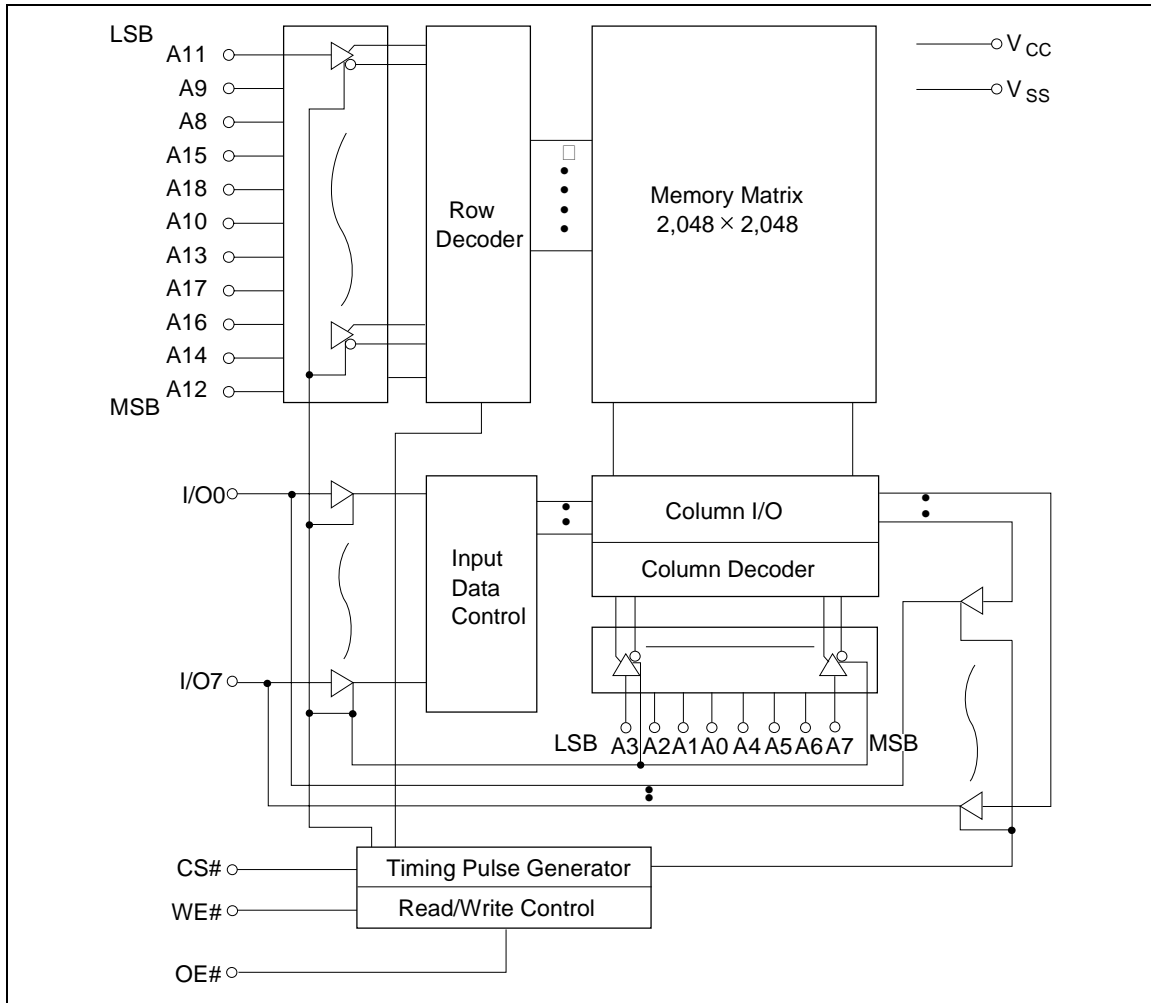 LSB
A11
A9
A8
A15
A18
A10
A13
A17
A16
A14
A12
MSB
Row
Decoder
Memory Matrix
2,048 × 2,048
V CC
V SS
I/O0
I/O7
Input
Data
Control
Column I/O
Column Decoder
LSB A3 A2 A1 A0 A4 A5 A6 A7 MSB
CS#
WE#
OE#
Timing Pulse Generator
Read/Write Control